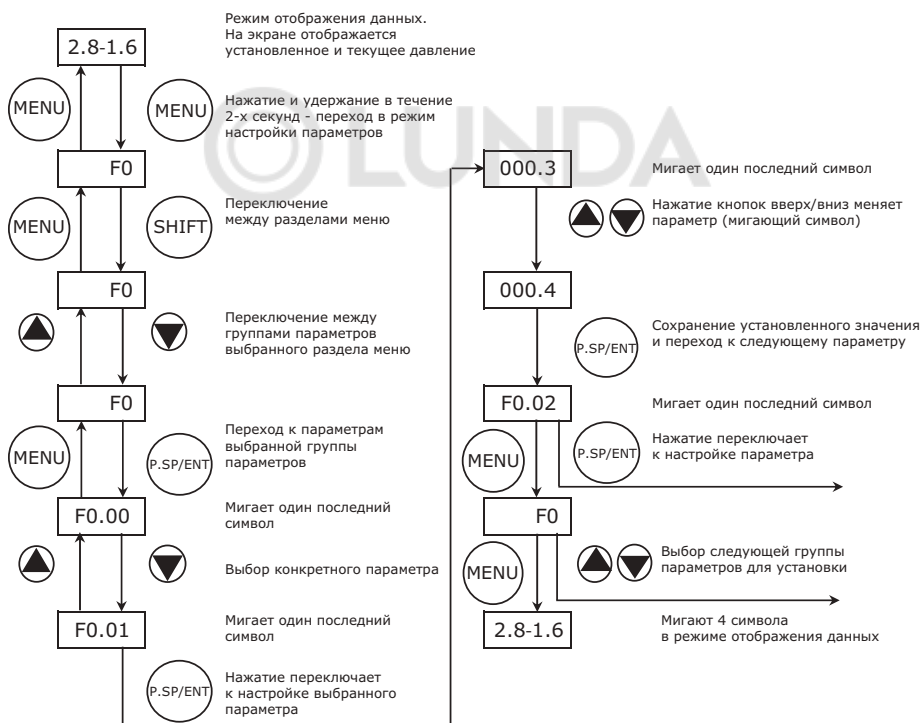 Режим отображения данных.
На экране отображается
установленное и текущее давление
2.8-1.6
MENU
MENU
Нажатие и удержание в течение
2-х секунд - переход в режим
настройки параметров
F0
MENU
SHIFT
Переключение
между разделами меню
F0
Переключение между
группами параметров
выбранного раздела меню
F0
MENU
P.SP/ENT
Переход к параметрам
выбранной группы
параметров
F0.00
Мигает один последний
символ
Выбор конкретного параметра
F0.01
Мигает один последний
символ
P.SP/ENT
Нажатие переключает
к настройке выбранного
параметра
LUNDA
000.3
Мигает один последний символ
Нажатие кнопок вверх/вниз меняет
параметр (мигающий символ)
000.4
P.SP/ENT
Сохранение установленного значения
и переход к следующему параметру
F0.02
Мигает один последний символ
MENU
P.SP/ENT
Нажатие переключает
к настройке параметра
F0
MENU
Выбор следующей группы
параметров для установки
2.8-1.6
Мигают 4 символа
в режиме отображения данных